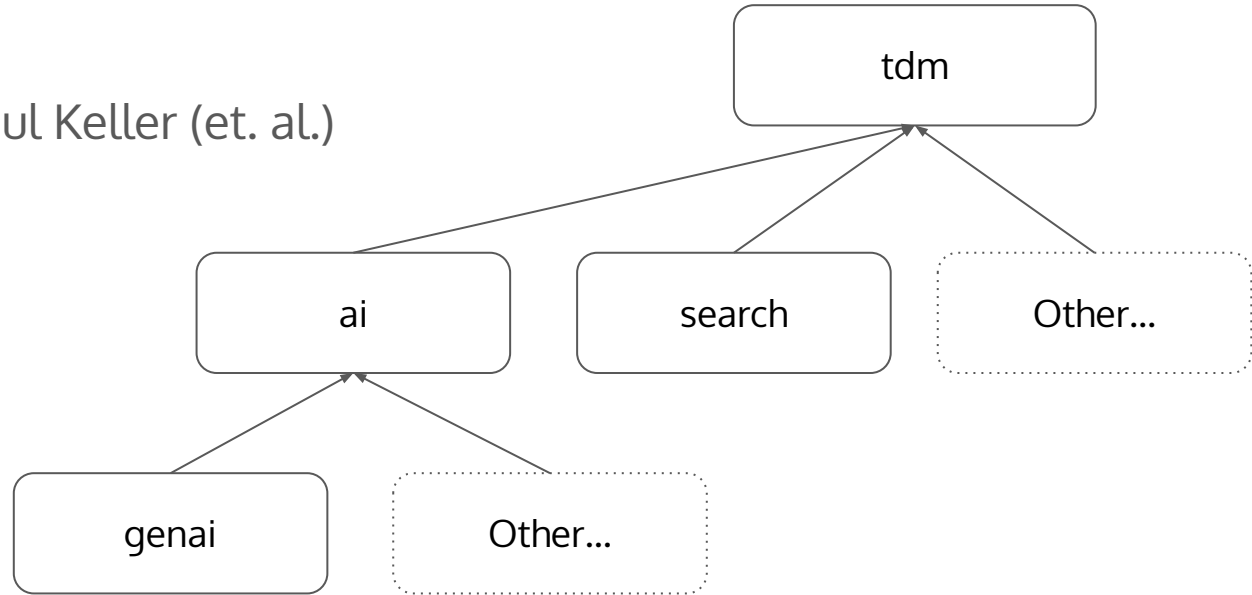 tdm
ul Keller (et. al.)
ai
search
Other...
genai
Other...